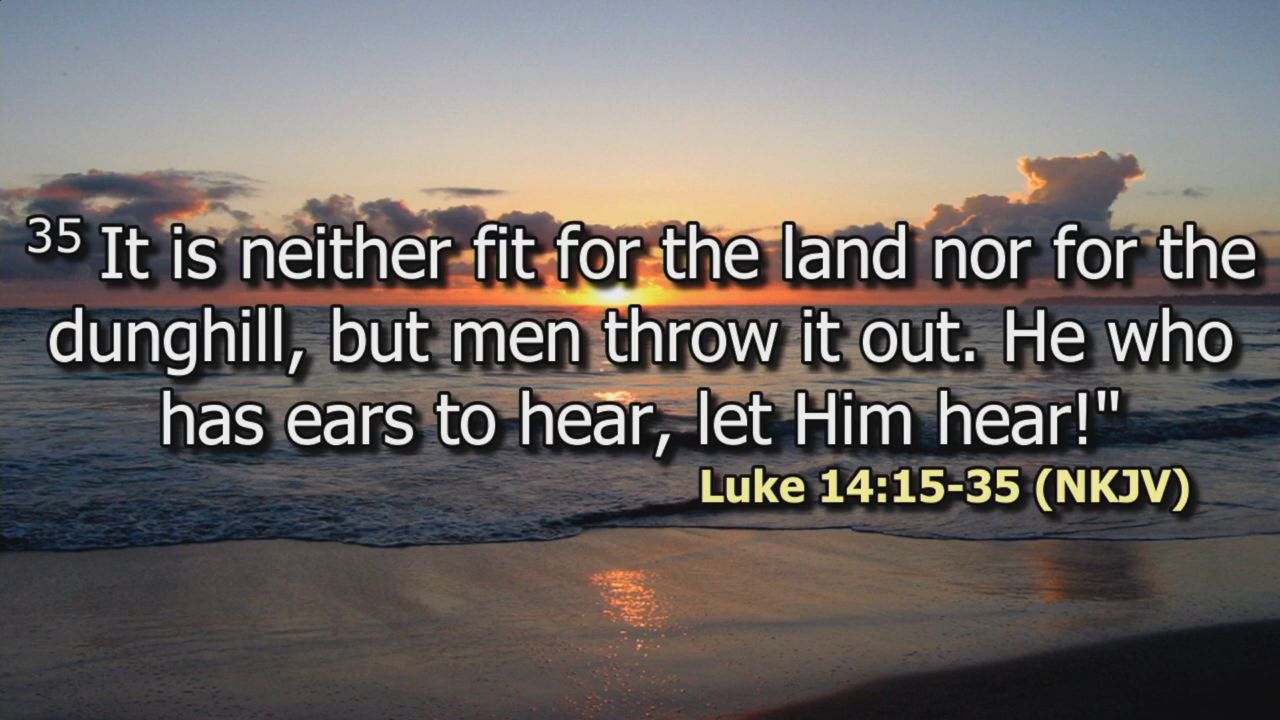 35 It is neither fit for the land nor for the
dunghill, but men throw it out. He who
has ears to hear, let Him hear!"
Luke 14:15-35 (NKJV)